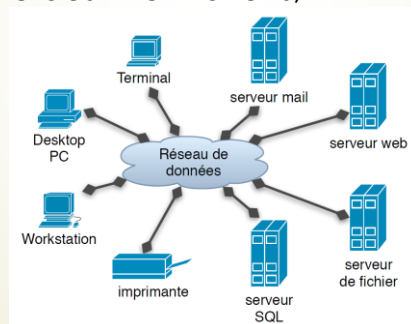 Terminal
serveur mail
Desktop
PC
Réseau de
données
serveur web
Workstation
imprimante
serveur
SQL
serveur
de fichier